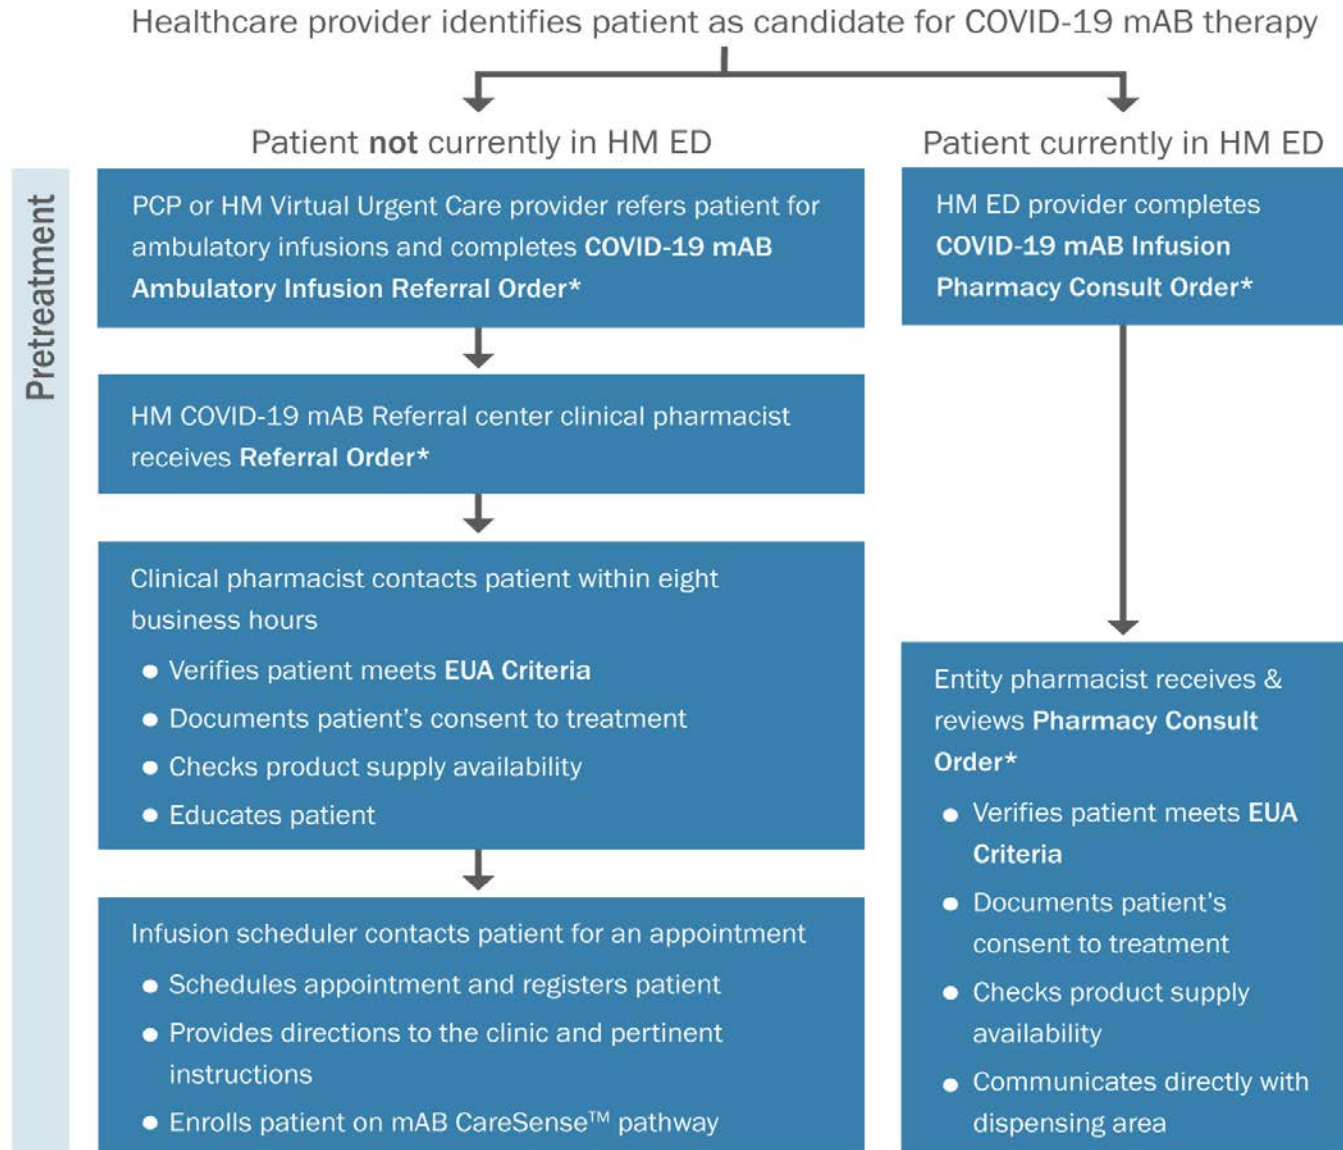 Healthcare provider identifies patient as candidate for COVID-19 mAB therapy
Patient not currently in HM ED
Patient currently in HM ED
Pretreatment
PCP or HM Virtual Urgent Care provider refers patient for
ambulatory infusions and completes COVID-19 mAB
Ambulatory Infusion Referral Order*
HM COVID-19 mAB Referral center clinical pharmacist
receives Referral Order*
Clinical pharmacist contacts patient within eight
business hours
● Verifies patient meets EUA Criteria
● Documents patient's consent to treatment
● Checks product supply availability
● Educates patient
Infusion scheduler contacts patient for an appointment
● Schedules appointment and registers patient
● Provides directions to the clinic and pertinent
instructions
● Enrolls patient on mAB CareSense™ pathway
HM ED provider completes
COVID-19 mAB Infusion
Pharmacy Consult Order*
Entity pharmacist receives &
reviews Pharmacy Consult
Order*
● Verifies patient meets EUA
Criteria
● Documents patient's
consent to treatment
● Checks product supply
availability
● Communicates directly with
dispensing area